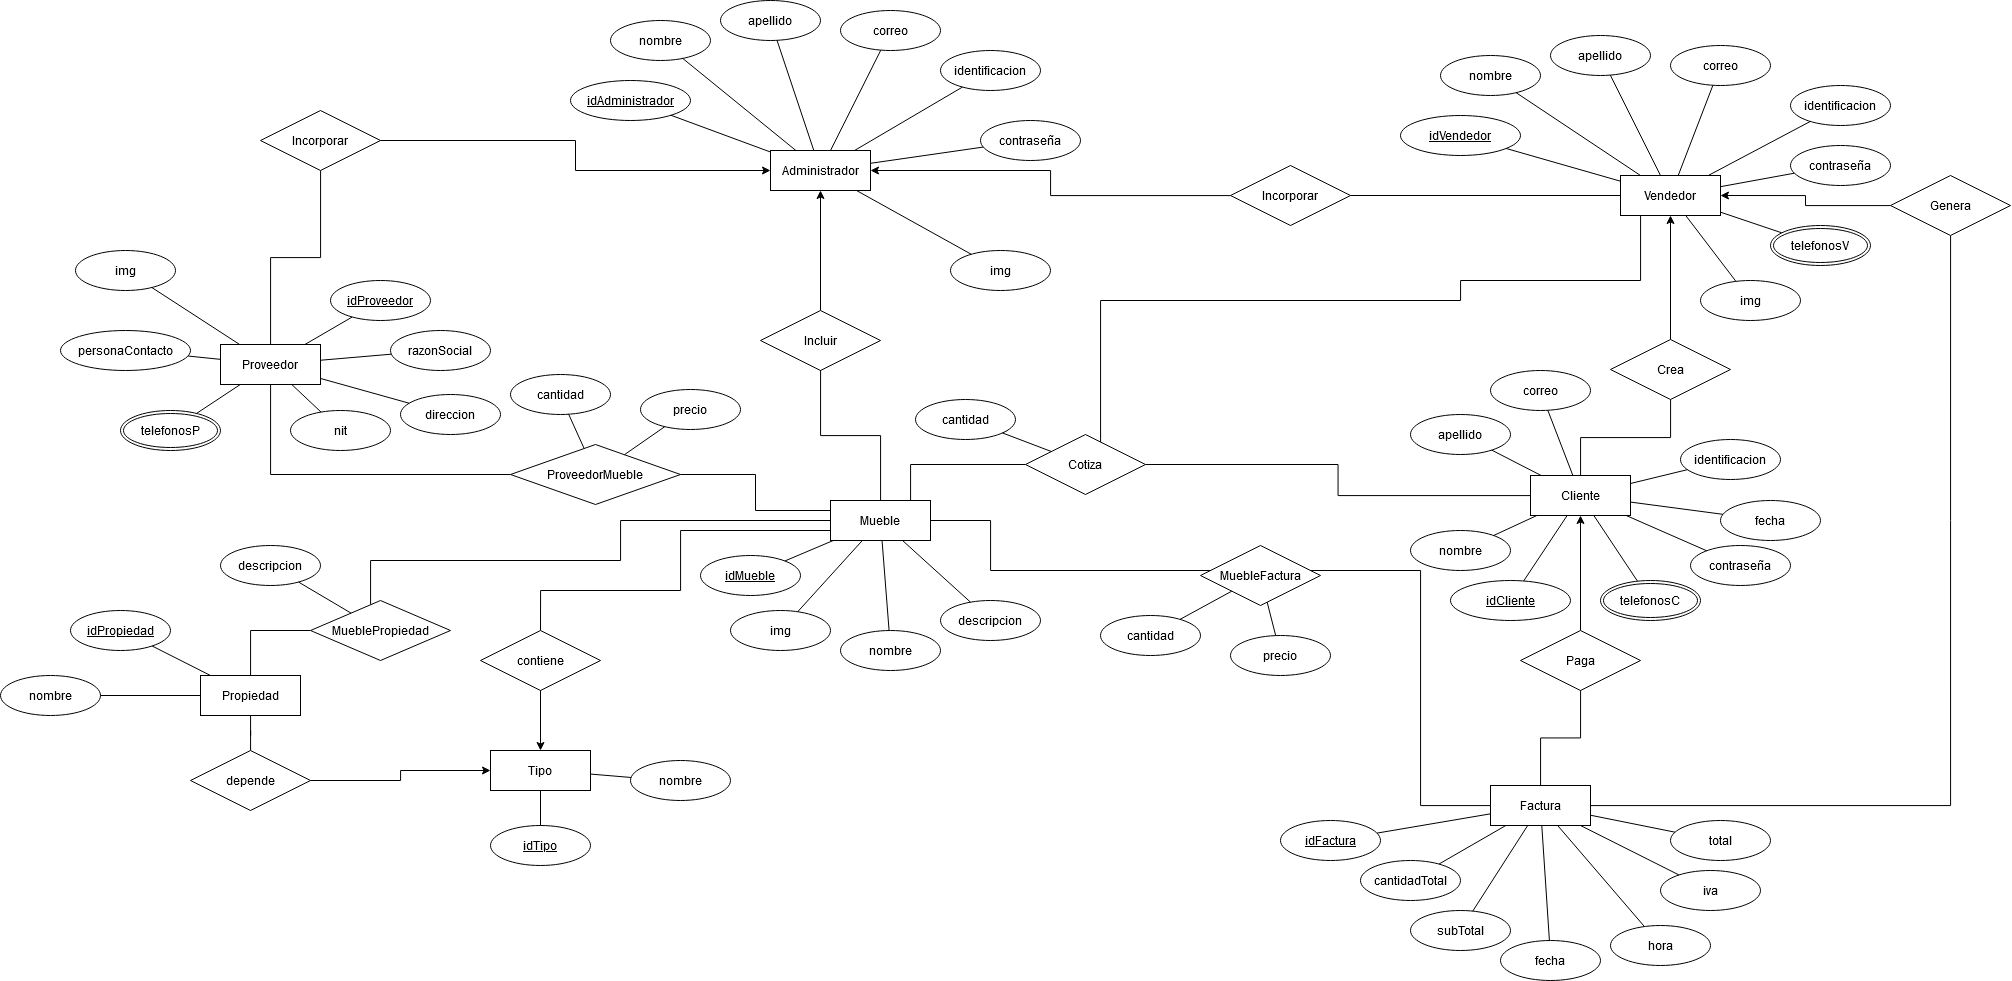 apellido
nombre
correo
apellido
identificacion
nombre
correo
idAdministrador
identificacion
Incorporar
contraseña
idVendedor
contraseña
Administrador
Incorporar
Vendedor
Genera
telefonosV
img
img
img
idProveedor
personaContacto
razonSocial
Incluir
Proveedor
Crea
telefonosP
nit
direccion
cantidad
precio
cantidad
correo
apellido
identificacion
ProveedorMueble
Cotiza
Cliente
Mueble
fecha
nombre
contraseña
descripcion
idMueble
MuebleFactura
idCliente
telefonosC
idPropiedad
MueblePropiedad
img
nombre
descripcion
cantidad
precio
contiene
Paga
nombre
Propiedad
depende
Tipo
nombre
idTipo
Factura
idFactura
total
cantidadTotal
iva
subTotal
fecha
hora